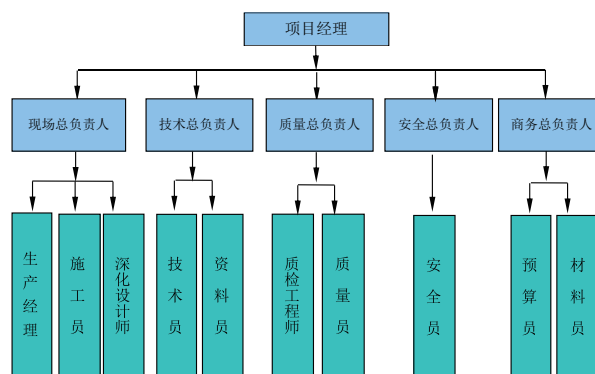 项目经理
现场总负责人
技术总负责人
质量总负责人
安全总负责人
商务总负责人
生产经理
施工员
深化设计师
技术员
资料员
质检工程师
质量员
安全员
预算员
材料员